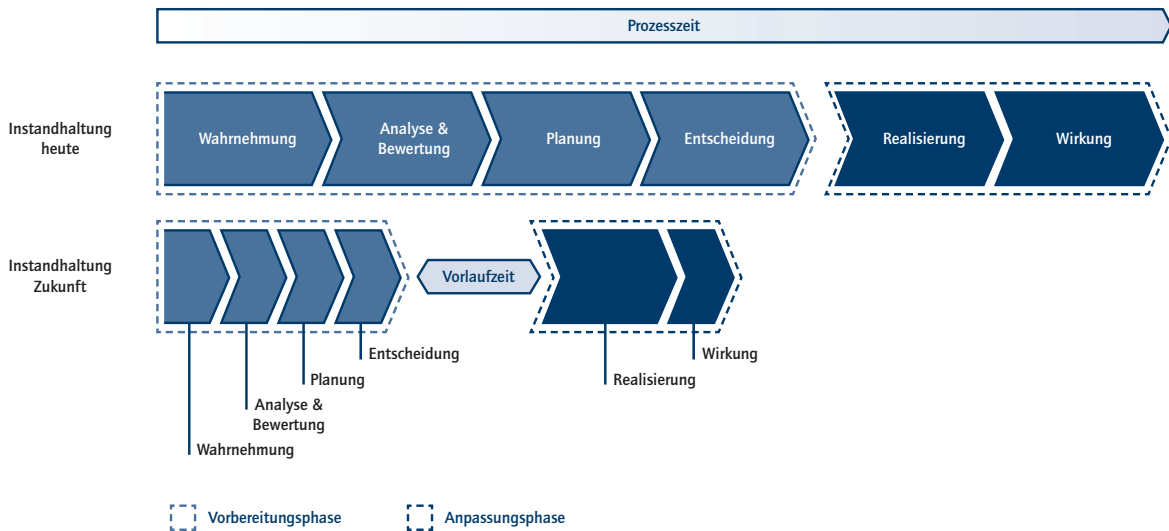 Prozesszeit
Instandhaltung
heute
Wahrnehmung
Analyse &
Bewertung
Planung
Entscheidung
Realisierung
Wirkung
Instandhaltung
Zukunft
Vorlaufzeit
Entscheidung
Planung
Analyse &
Bewertung
Wahrnehmung
Wirkung
Realisierung
Vorbereitungsphase
Anpassungsphase